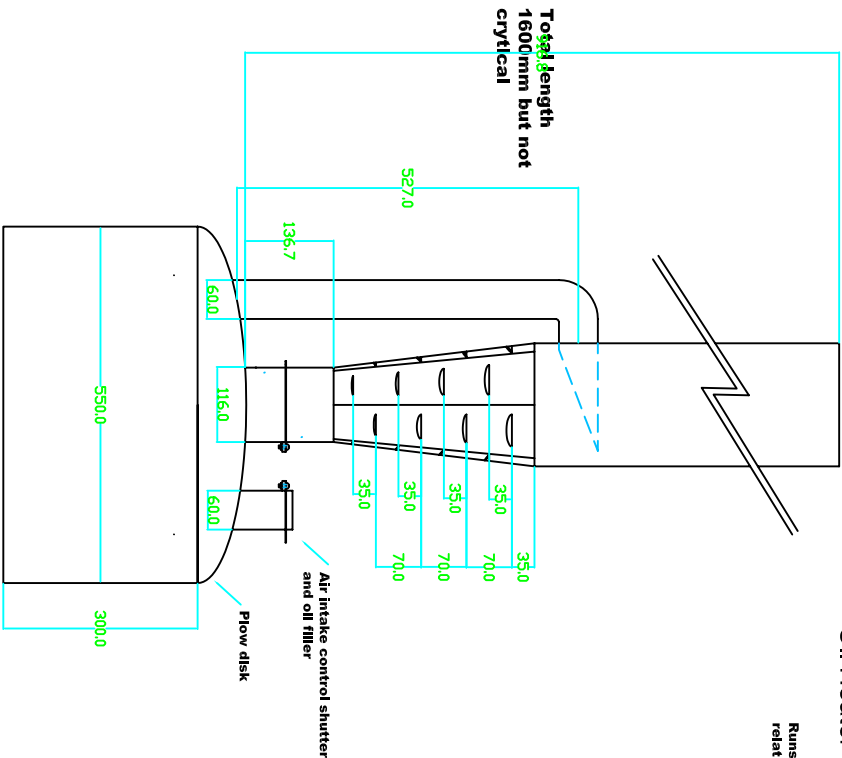 Runs
relat
Total length
1600mm but not
crytical
35.0
35.0
70.0
70.0
35.0
35.0
527.0
70.0
35.0
Air intake control shutter
and oil filler
136.7
Plow disk
116.0
60.0
60.0
550.0
300.0